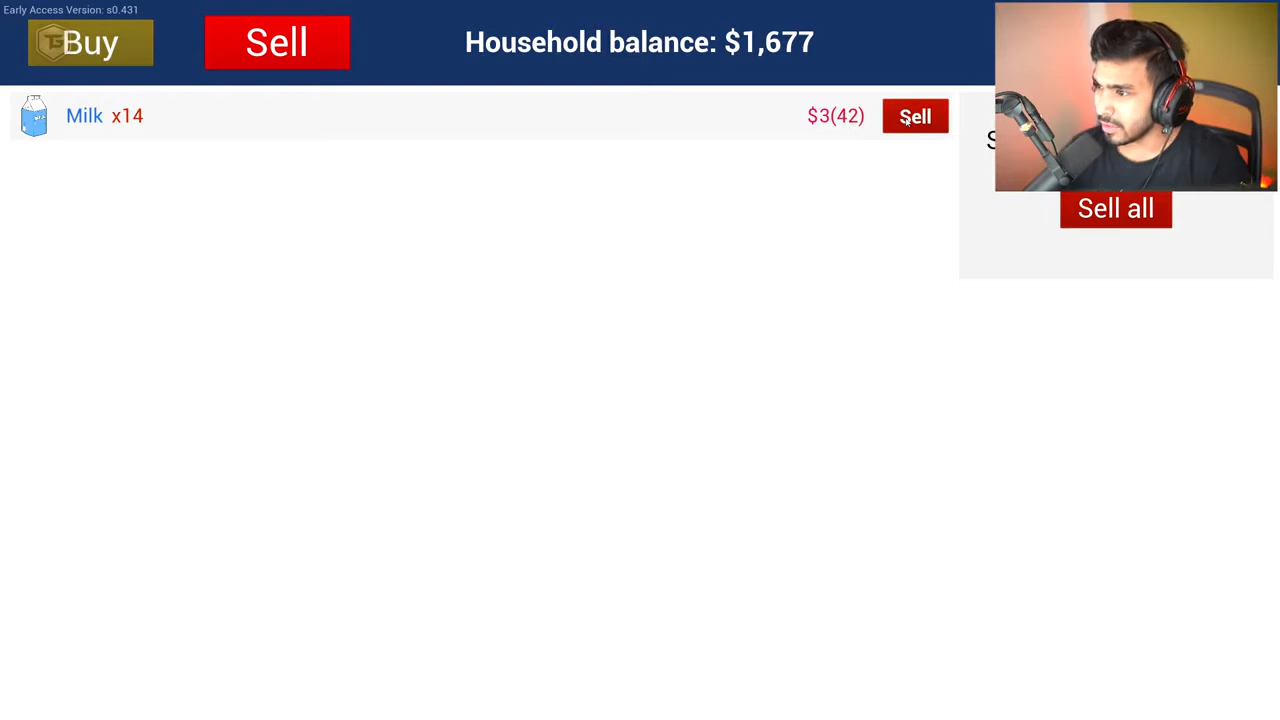 Early Access Version: s0.431
Buy
Sell
Household balance: $1,677
Milk x14
$3(42)
Sell
Sell all